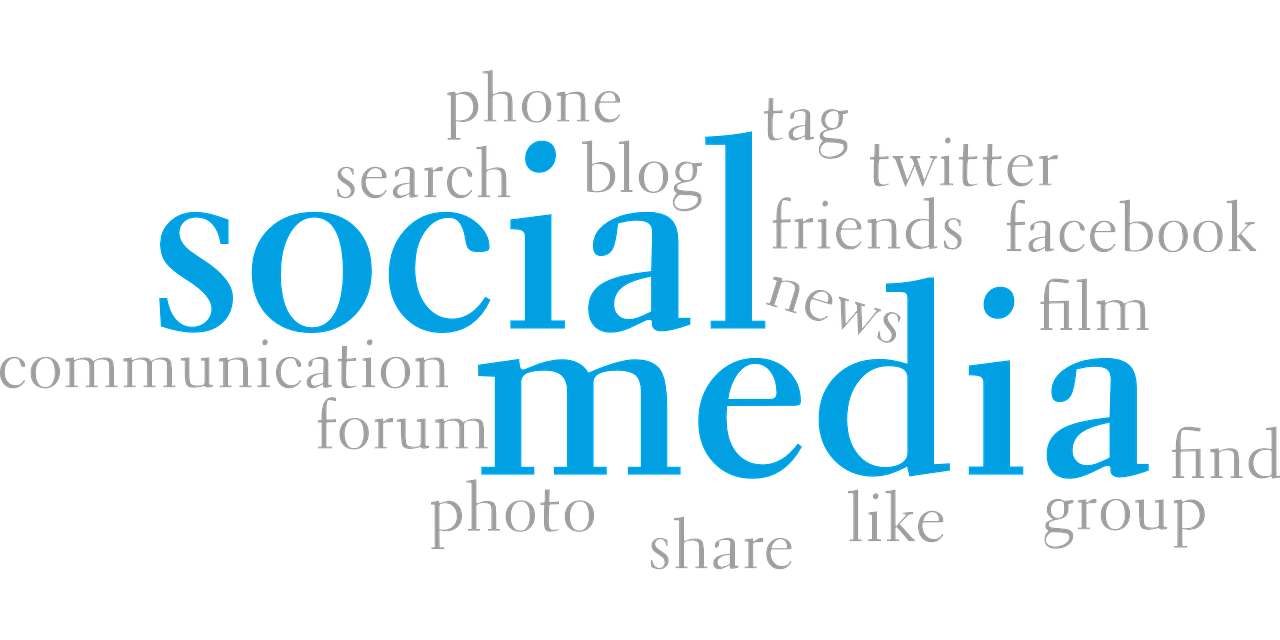 phone
tag
search
blog
twitter
social
friends
facebook
news
film
communication
media
forum
find
photo
share
like
group